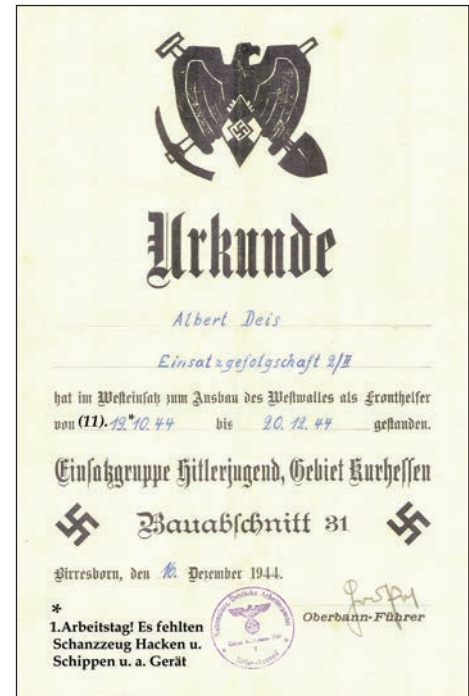 Urkunde
Albert Deis
Einsatzgefolgschaft 2/II
hat im Westeinsatz zum Ausbau des Westwalles als Fronthelfer
von (11). 12.*10.44 bis 20.12.44 gestanden.
Einsatzgruppe Hitlerjugend, Gebiet Kurhessen
Bauabschnitt 31
Birresborn, den 16. Dezember 1944.
Oberbann-Führer
*
1.Arbeitstag! Es fehlten
Schanzzeug Hacken u.
Schippen u. a. Gerät